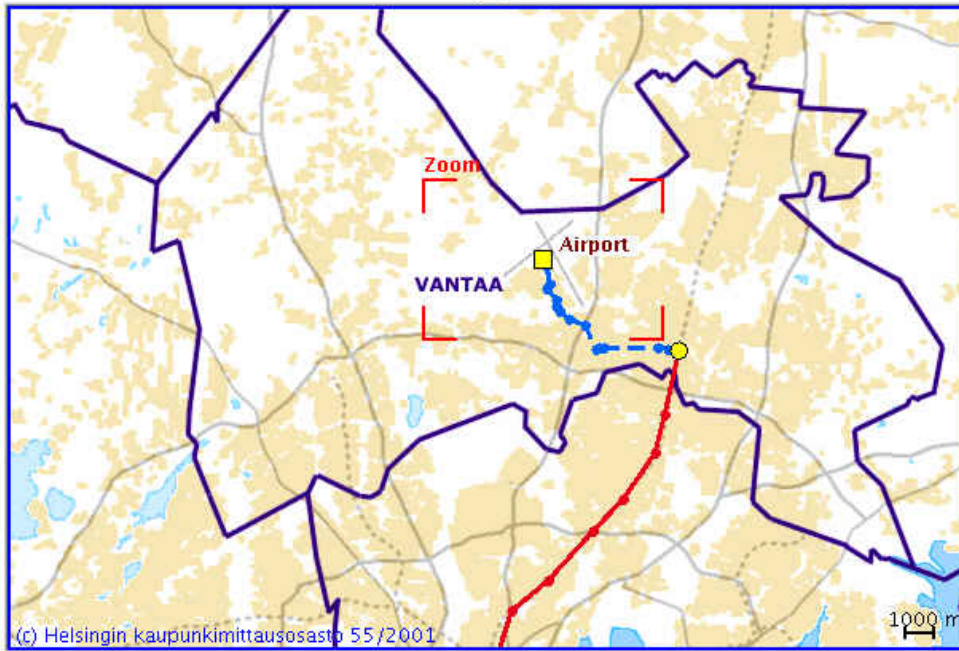 Zoom
Airport
VANTAA
1000 m
(c) Helsingin kaupunkimittausosasto 55/2001